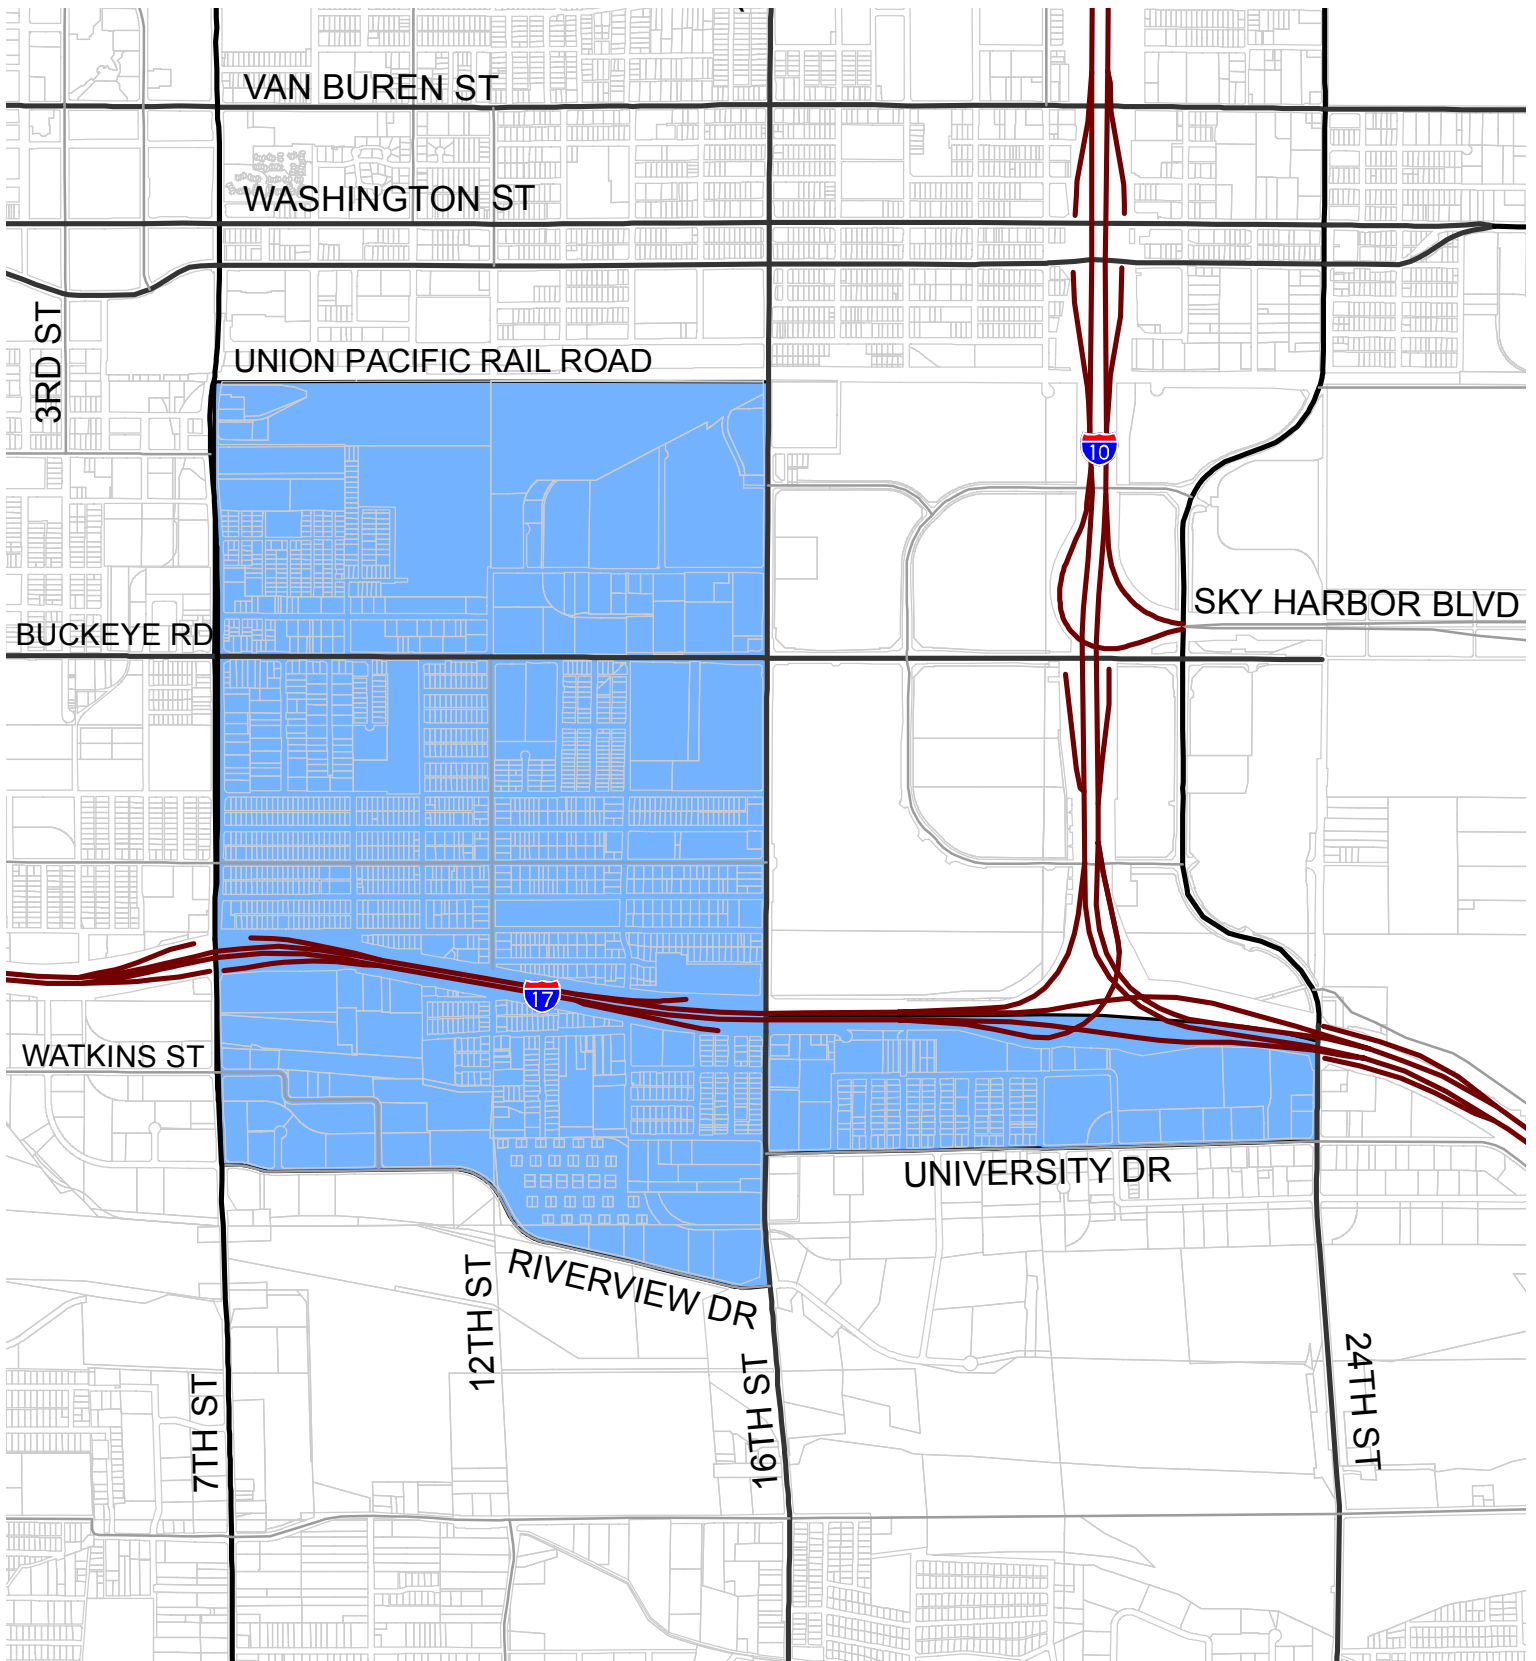 VAN BUREN ST
WASHINGTON ST
3RD ST
UNION PACIFIC RAIL ROAD
10
SKY HARBOR BLVD
BUCKEYE RD
17
WATKINS ST
UNIVERSITY DR
RIVERVIEW DR
12TH ST
7TH ST
16TH ST
24TH ST